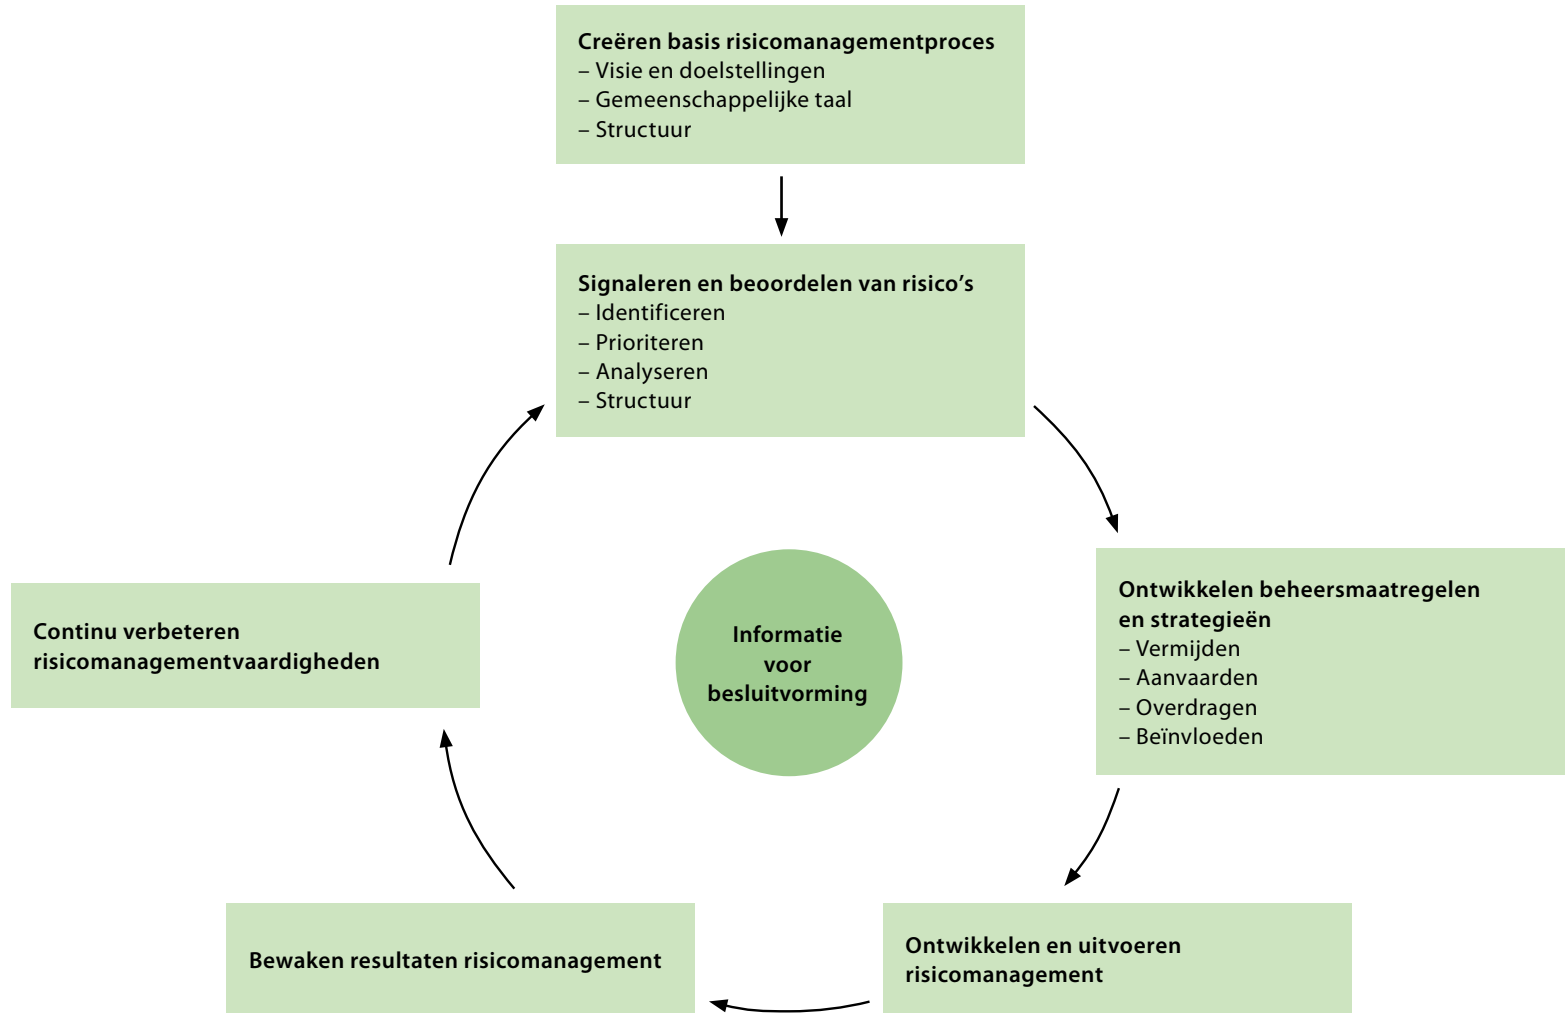 Creëren basis risicomanagementproces
– Visie en doelstellingen
– Gemeenschappelijke taal
– Structuur
Signaleren en beoordelen van risico’s
– Identificeren
– Prioriteren
– Analyseren
– Structuur
Ontwikkelen beheersmaatregelen
en strategieën
– Vermijden
– Aanvaarden
– Overdragen
– Beïnvloeden
Ontwikkelen en uitvoeren
risicomanagement
Bewaken resultaten risicomanagement
Continu verbeteren
risicomanagementvaardigheden
Informatie
voor
besluitvorming